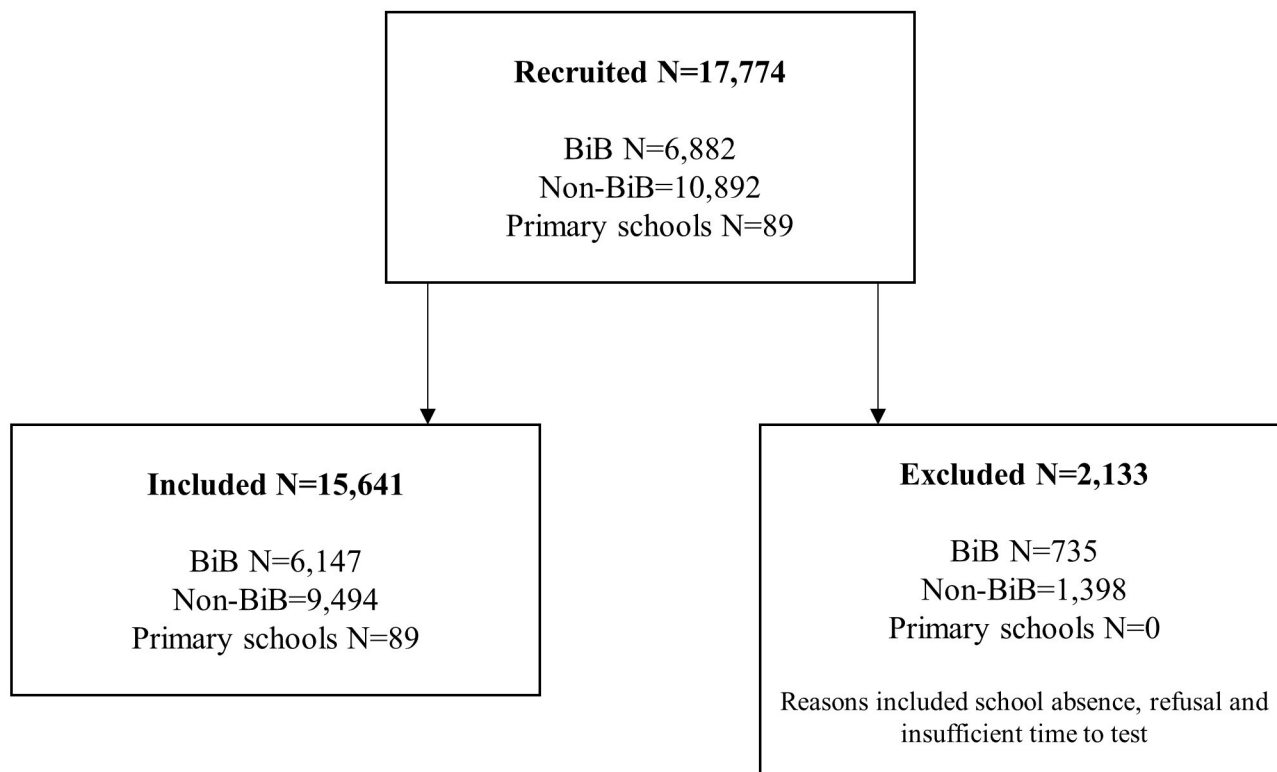 Recruited N=17,774
BiB N=6,882
Non-BiB=10,892
Primary schools N=89
Included N=15,641
BiB N=6,147
Non-BiB=9,494
Primary schools N=89
Excluded N=2,133
BiB N=735
Non-BiB=1,398
Primary schools N=0
Reasons included school absence, refusal and
insufficient time to test